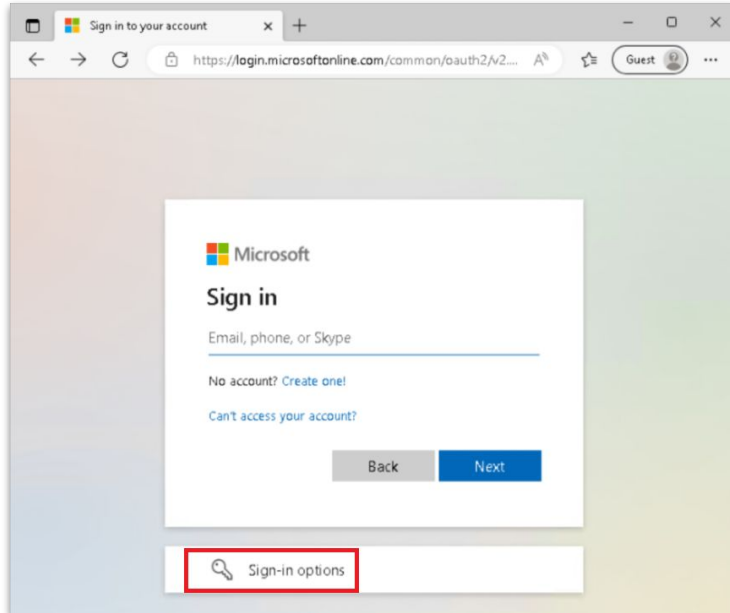 Sign in to your account
https://login.microsoftonline.com/common/oauth2/v2....
Guest
Microsoft
Sign in
Email, phone, or Skype
No account? Create one!
Can't access your account?
Back Next
Sign-in options